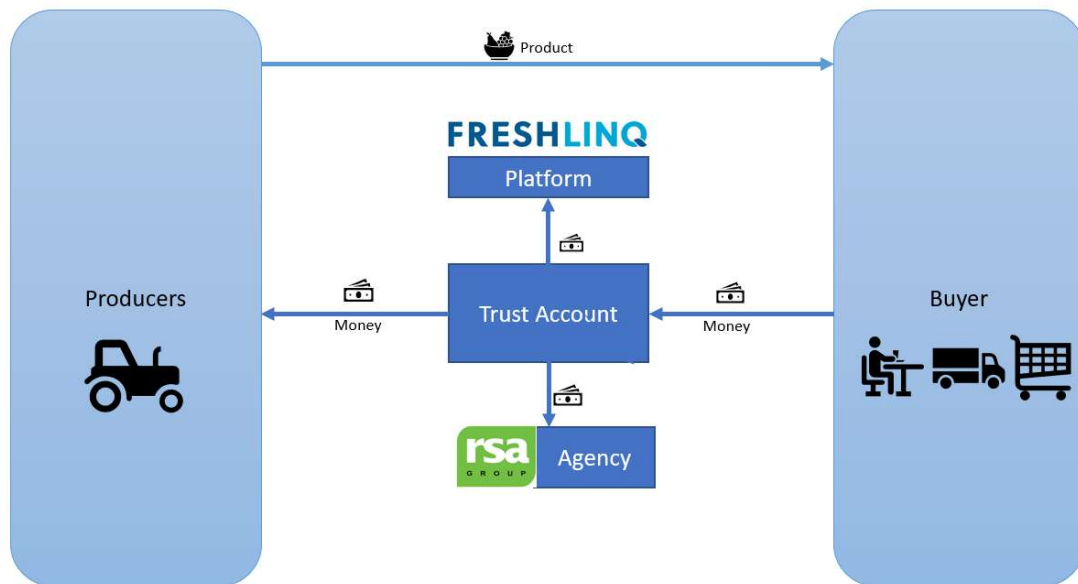 Product
FRESHLINQ
Platform
Producers
Money
Trust Account
Money
Buyer
rsa
GROUP
Agency